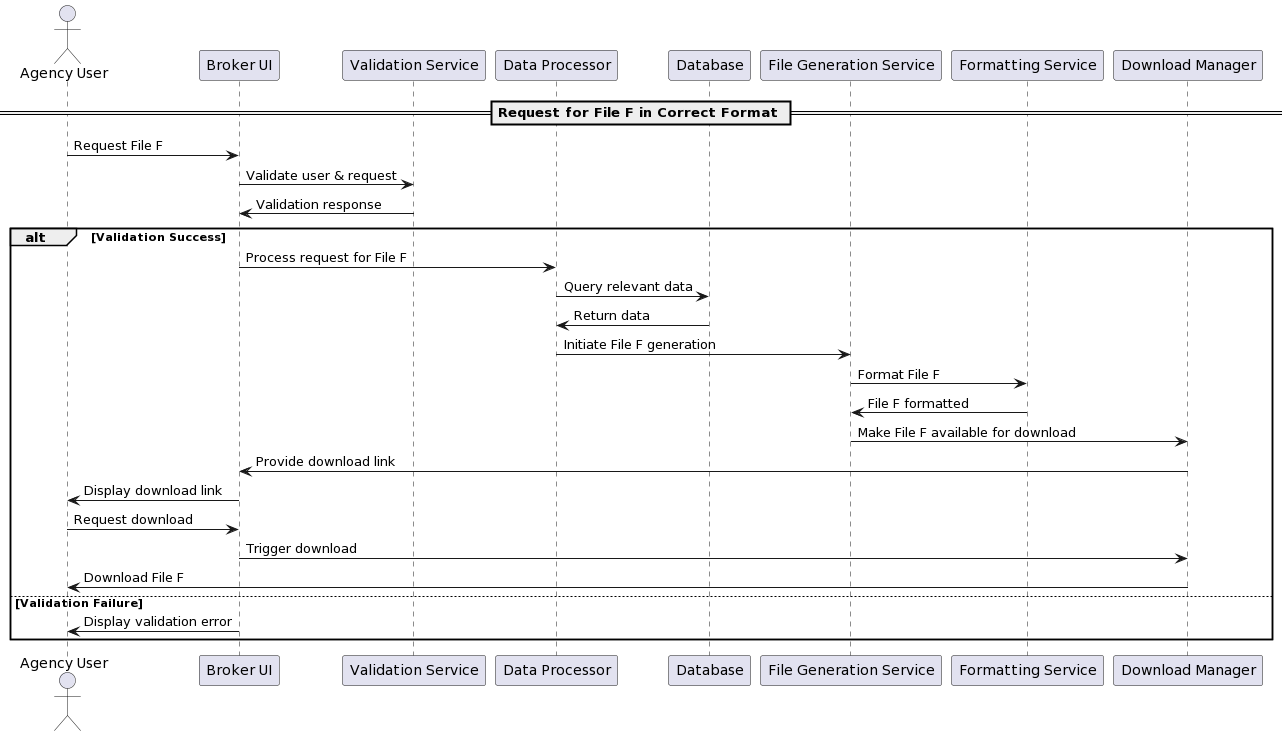 Agency User
Broker UI
Validation Service
Data Processor
Database
File Generation Service
Formatting Service
Download Manager
Request for File F in Correct Format
Request File F
Validate user & request
Validation response
alt [Validation Success]
Process request for File F
Query relevant data
Return data
Initiate File F generation
Format File F
File F formatted
Make File F available for download
Provide download link
Display download link
Request download
Trigger download
Download File F
[Validation Failure]
Display validation error
Agency User
Broker UI
Validation Service
Data Processor
Database
File Generation Service
Formatting Service
Download Manager